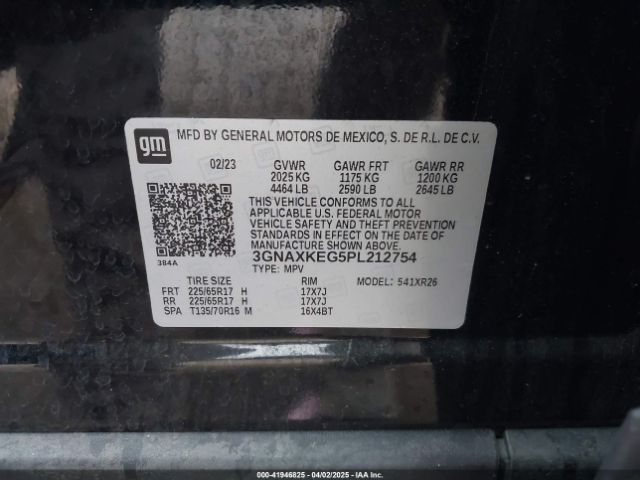 gm MFD BY GENERAL MOTORS DE MEXICO, S. DE R.L. DE C.V.
02/23 GVWR GAWR FRT GAWR RR
2025 KG 1175 KG 1200 KG
4464 LB 2590 LB 2645 LB
THIS VEHICLE CONFORMS TO ALL
APPLICABLE U.S. FEDERAL MOTOR
VEHICLE SAFETY AND THEFT PREVENTION
STANDARDS IN EFFECT ON THE DATE OF
MANUFACTURE SHOWN ABOVE.
3GNAXKEG5PL212754
384A TYPE: MPV
TIRE SIZE RIM MODEL: 541XR26
FRT 225/65R17 H 17X7J
RR 225/65R17 H 17X7J
SPA T135/70R16 M 16X4BT
000-41946825 04/02/2025 IAAI.COM